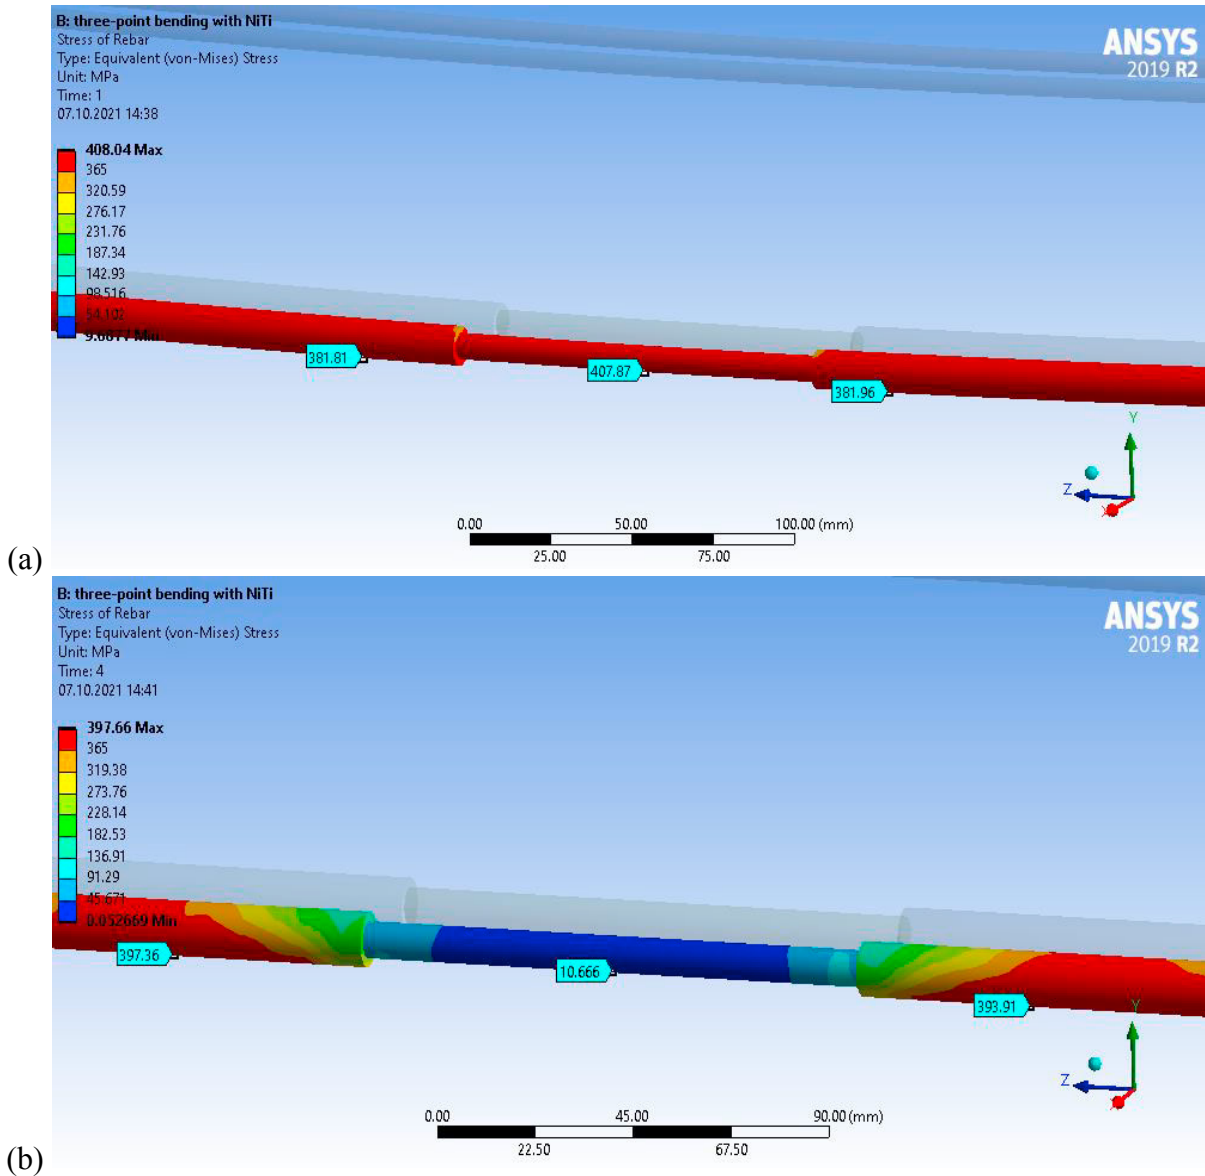 B: three-point bending with NiTi
Stress of Rebar
Type: Equivalent (von-Mises) Stress
Unit: MPa
Time: 1
07.10.2021 14:38
ANSYS
2019 R2
408.04 Max
365
320.59
276.17
231.76
187.34
142.93
98.516
54.102
9.6877 Min
381.81
407.87
381.96
Y
Z
X
0.00 50.00 100.00 (mm)
25.00 75.00
(a)
B: three-point bending with NiTi
Stress of Rebar
Type: Equivalent (von-Mises) Stress
Unit: MPa
Time: 4
07.10.2021 14:41
ANSYS
2019 R2
397.66 Max
365
319.38
273.76
228.14
182.53
136.91
91.29
45.671
0.052669 Min
397.36
10.666
393.91
Y
Z
0.00 45.00 90.00 (mm)
22.50 67.50
(b)